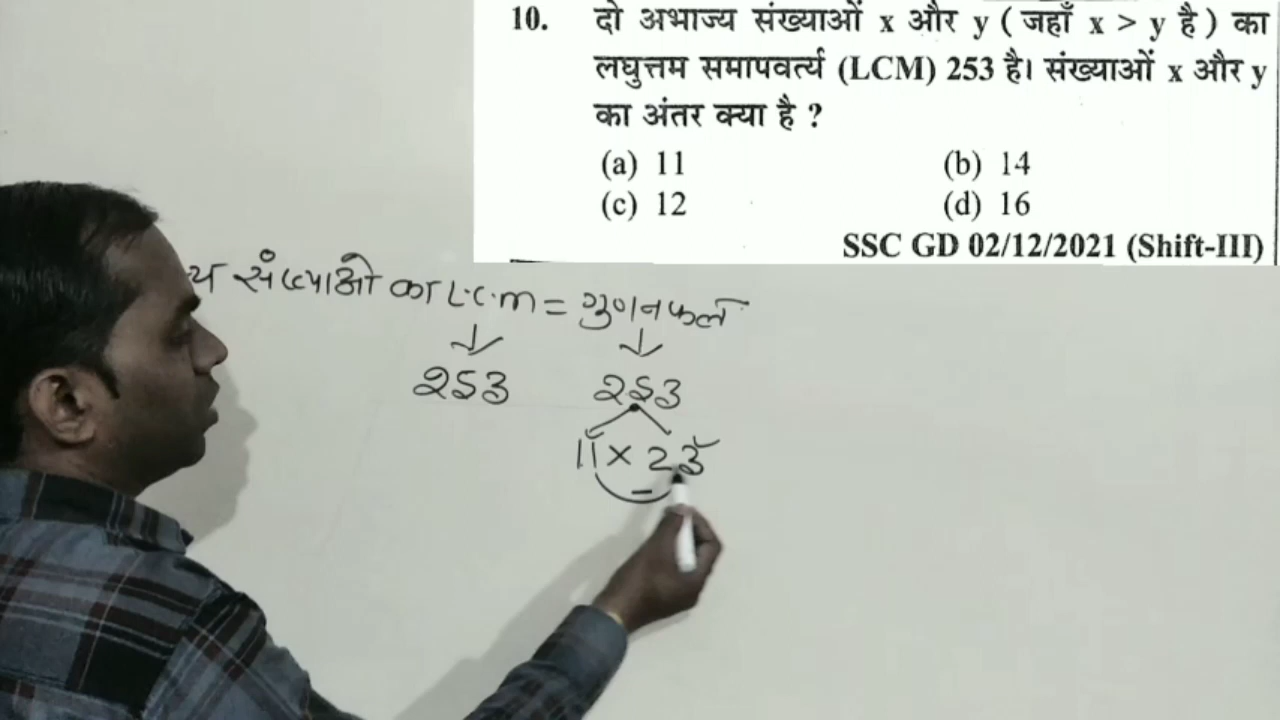 10. दो अभाज्य संख्याओं x और y ( जहाँ x > y है ) का
लघुत्तम समापवर्त्य (LCM) 253 है। संख्याओं x और y
का अंतर क्या है ?
(a) 11 (b) 14
(c) 12 (d) 16
SSC GD 02/12/2021 (Shift-III)
संख्याओ का L.C.M = गुणनफल
253 253
11 × 23
-